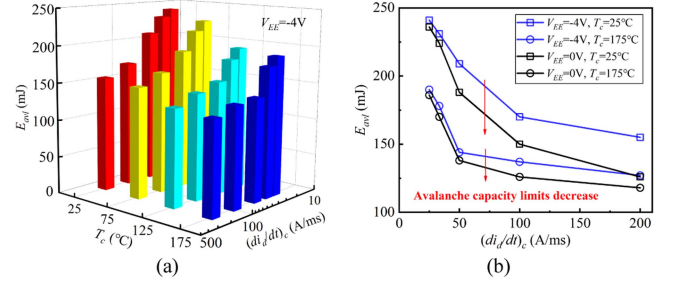 (a)
250
200
150
100
50
0
E_avl (mJ)
V_EE=-4V
25
75
125
175
T_c (℃)
500
100
10
(di_d/dt)_c (A/ms)
(b)
250
225
200
175
150
125
100
E_avl (mJ)
V_EE=-4V, T_c=25℃
V_EE=-4V, T_c=175℃
V_EE=0V, T_c=25℃
V_EE=0V, T_c=175℃
Avalanche capacity limits decrease
0
50
100
150
200
(di_d/dt)_c (A/ms)